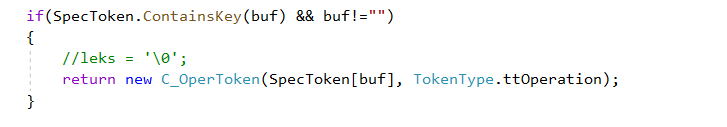 if(SpecToken.ContainsKey(buf) && buf!="")
{
//leks = '\0';
return new C_OperToken(SpecToken[buf], TokenType.ttOperation);
}